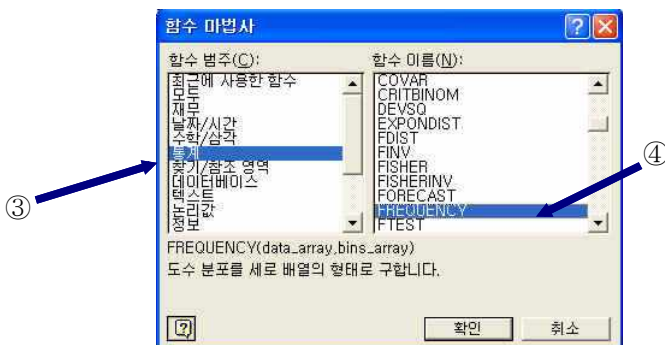 함수 마법사
함수 범주(C):
함수 이름(N):
최근에 사용한 함수
모두
재무
날짜/시간
수학/삼각
통계
찾기/참조 영역
데이터베이스
텍스트
논리값
정보
COVAR
CRITBINOM
DEVSQ
EXPONDIST
FDIST
FINV
FISHER
FISHERINV
FORECAST
FREQUENCY
FTEST
③
④
FREQUENCY(data_array,bins_array)
도수 분포를 세로 배열의 형태로 구합니다.
확인
취소